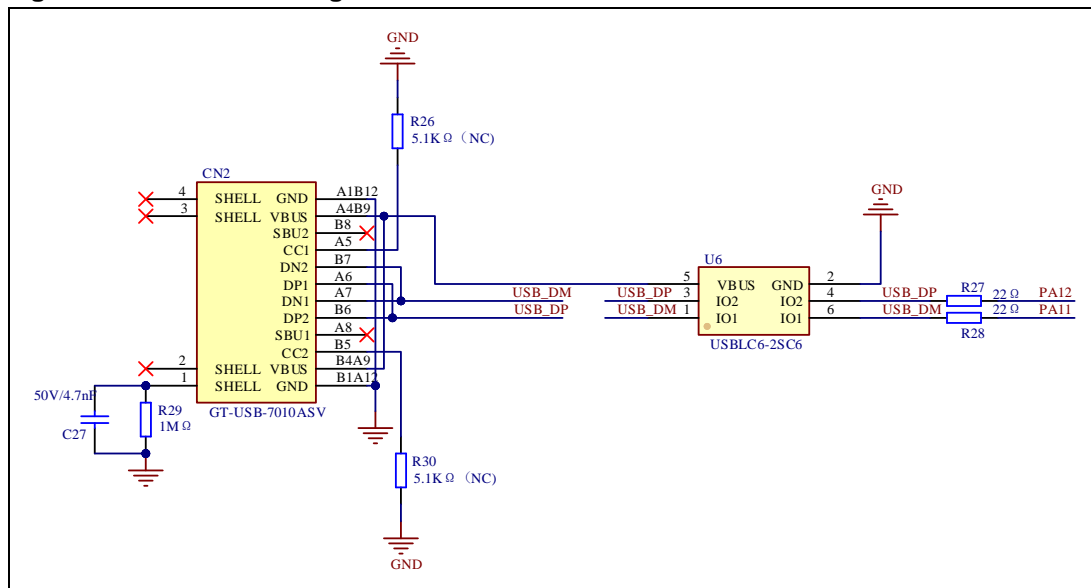 GND
R26
5.1KΩ（NC)
CN2
4 SHELL GND A1B12
3 SHELL VBUS A4B9
SBU2 B8
CC1 A5
DN2 B7
DP1 A6
DN1 A7
DP2 B6
SBU1 A8
CC2 B5
2 SHELL VBUS B4A9
1 SHELL GND B1A12
GT-USB-7010ASV
USB_DM
USB_DP
GND
U6
5 VBUS GND 2
USB_DP 3 IO2 IO2 4 USB_DP R27 22Ω PA12
USB_DM 1 IO1 IO1 6 USB_DM R28 22Ω PA11
USBLC6-2SC6
50V/4.7nF
C27
R29
1MΩ
R30
5.1KΩ（NC)
GND